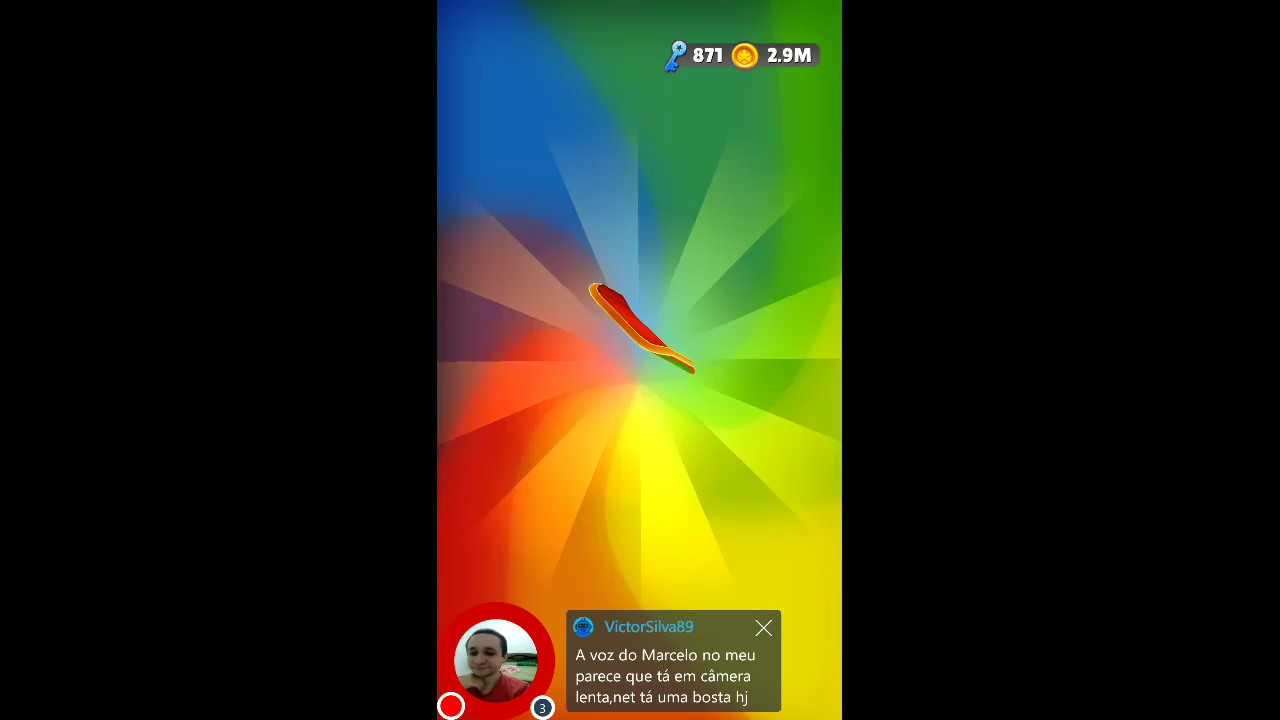 871 2.9M
VictorSilva89
A voz do Marcelo no meu
parece que tá em câmera
lenta,net tá uma bosta hj
3